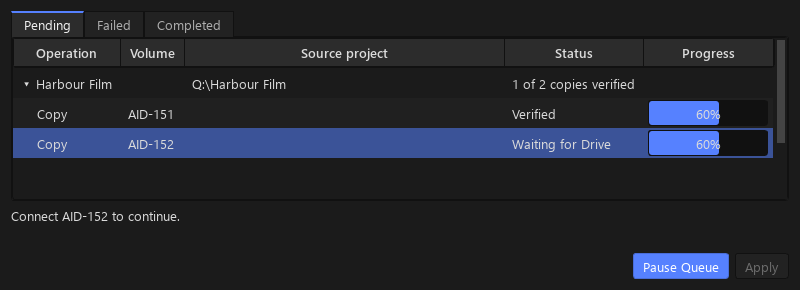 Pending Failed Completed
Operation Volume Source project Status Progress
Harbour Film Q:\Harbour Film 1 of 2 copies verified
Copy AID-151 Verified 60%
Copy AID-152 Waiting for Drive 60%
Connect AID-152 to continue.
Pause Queue Apply